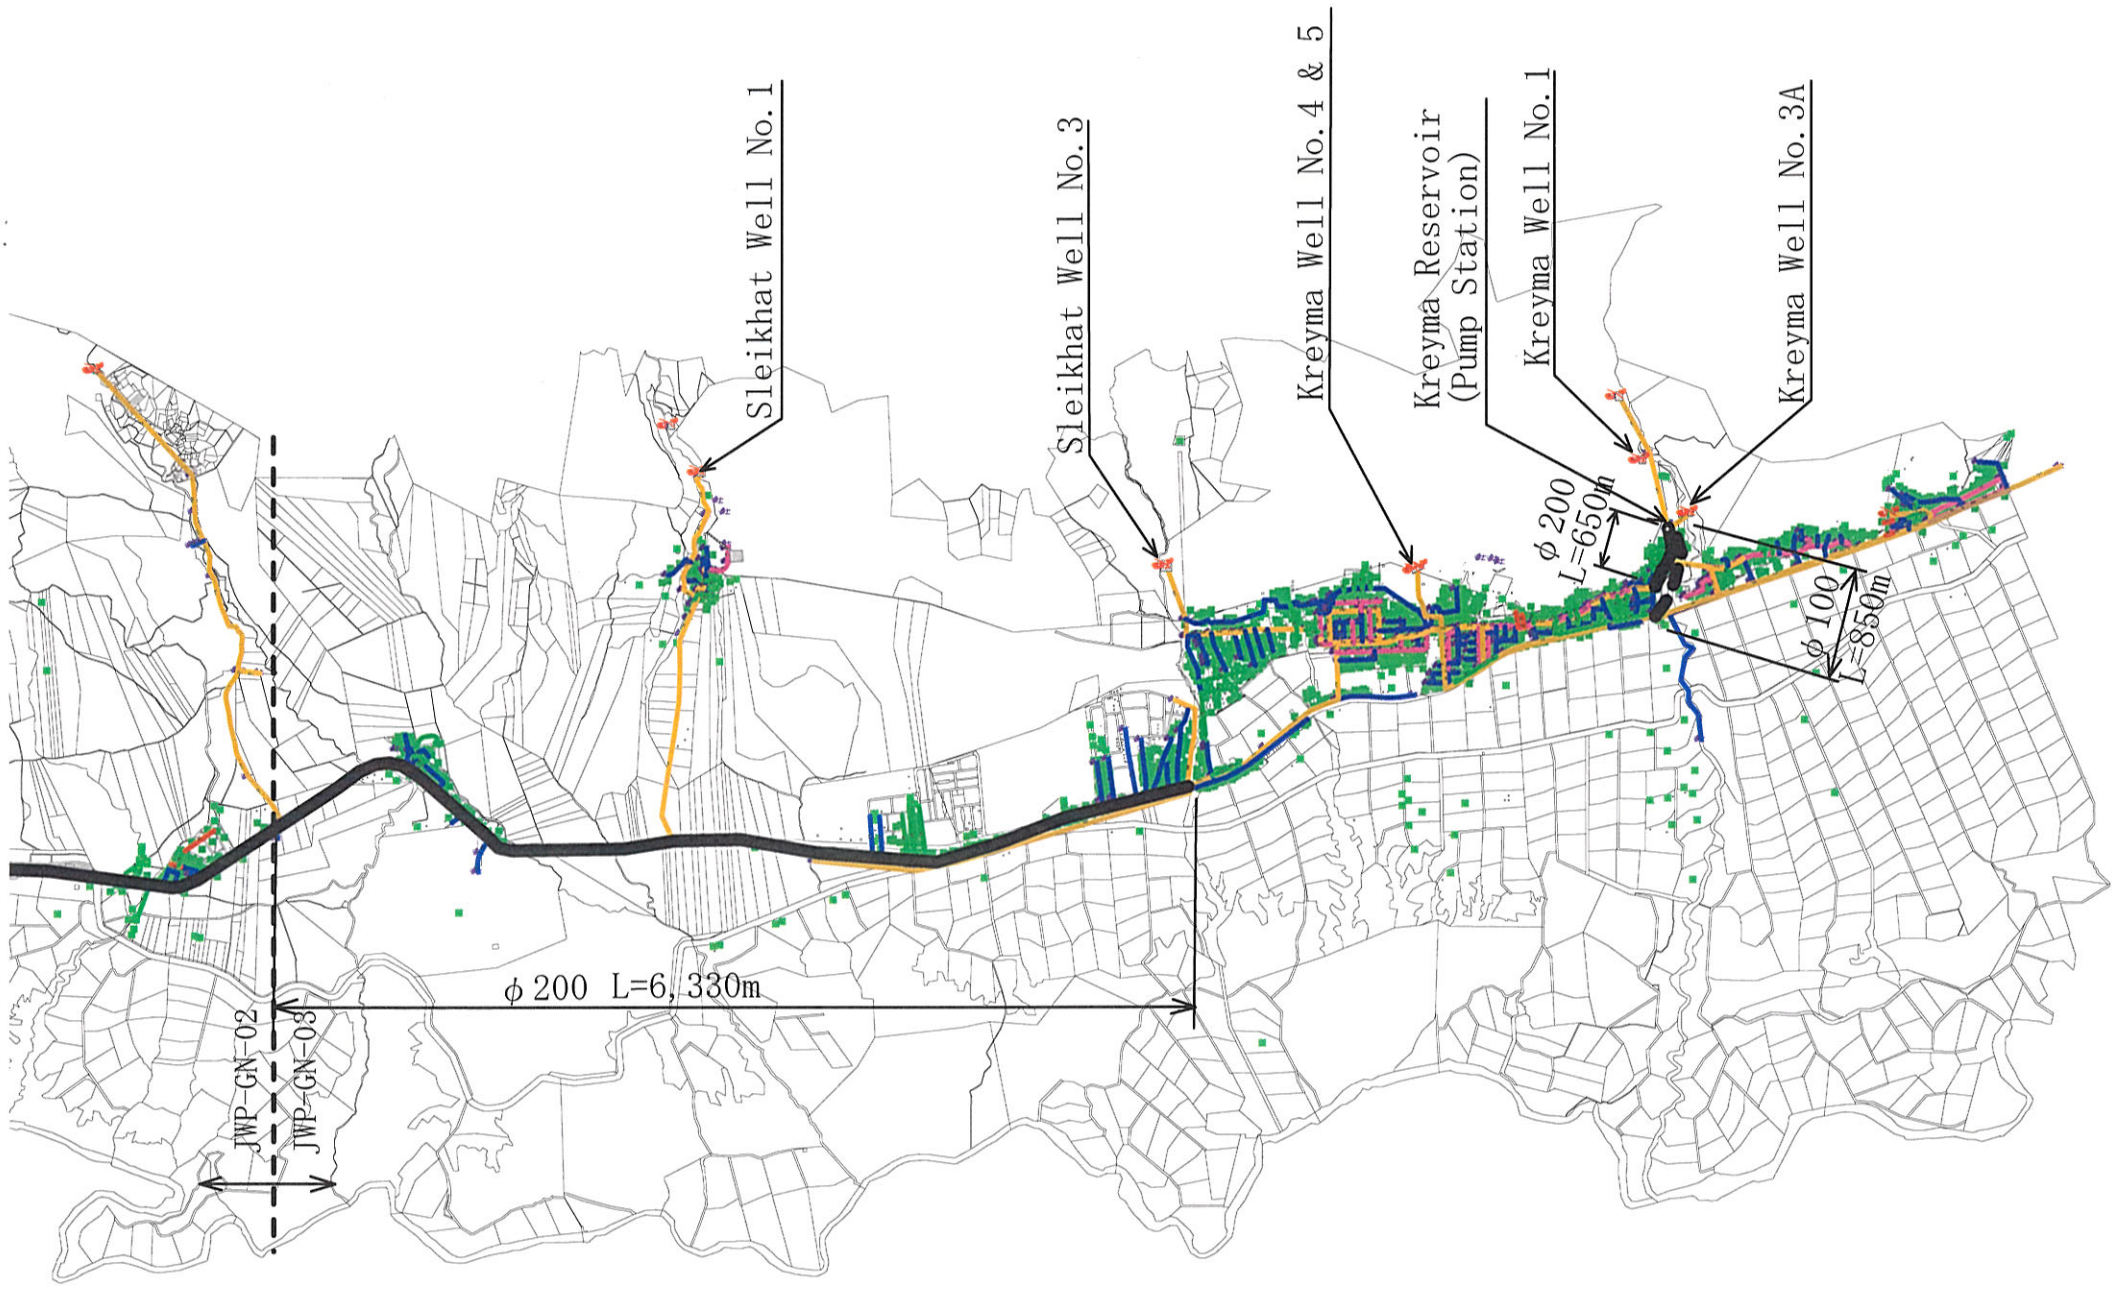 Sleikhat Well No.1
Sleikhat Well No.3
Kreyma Well No.4 & 5
Kreyma Reservoir
(Pump Station)
Kreyma Well No.1
Kreyma Well No.3A
φ200
L=650m
φ100
L=850m
φ200 L=6,330m
JWP-GN-02
JWP-GN-03